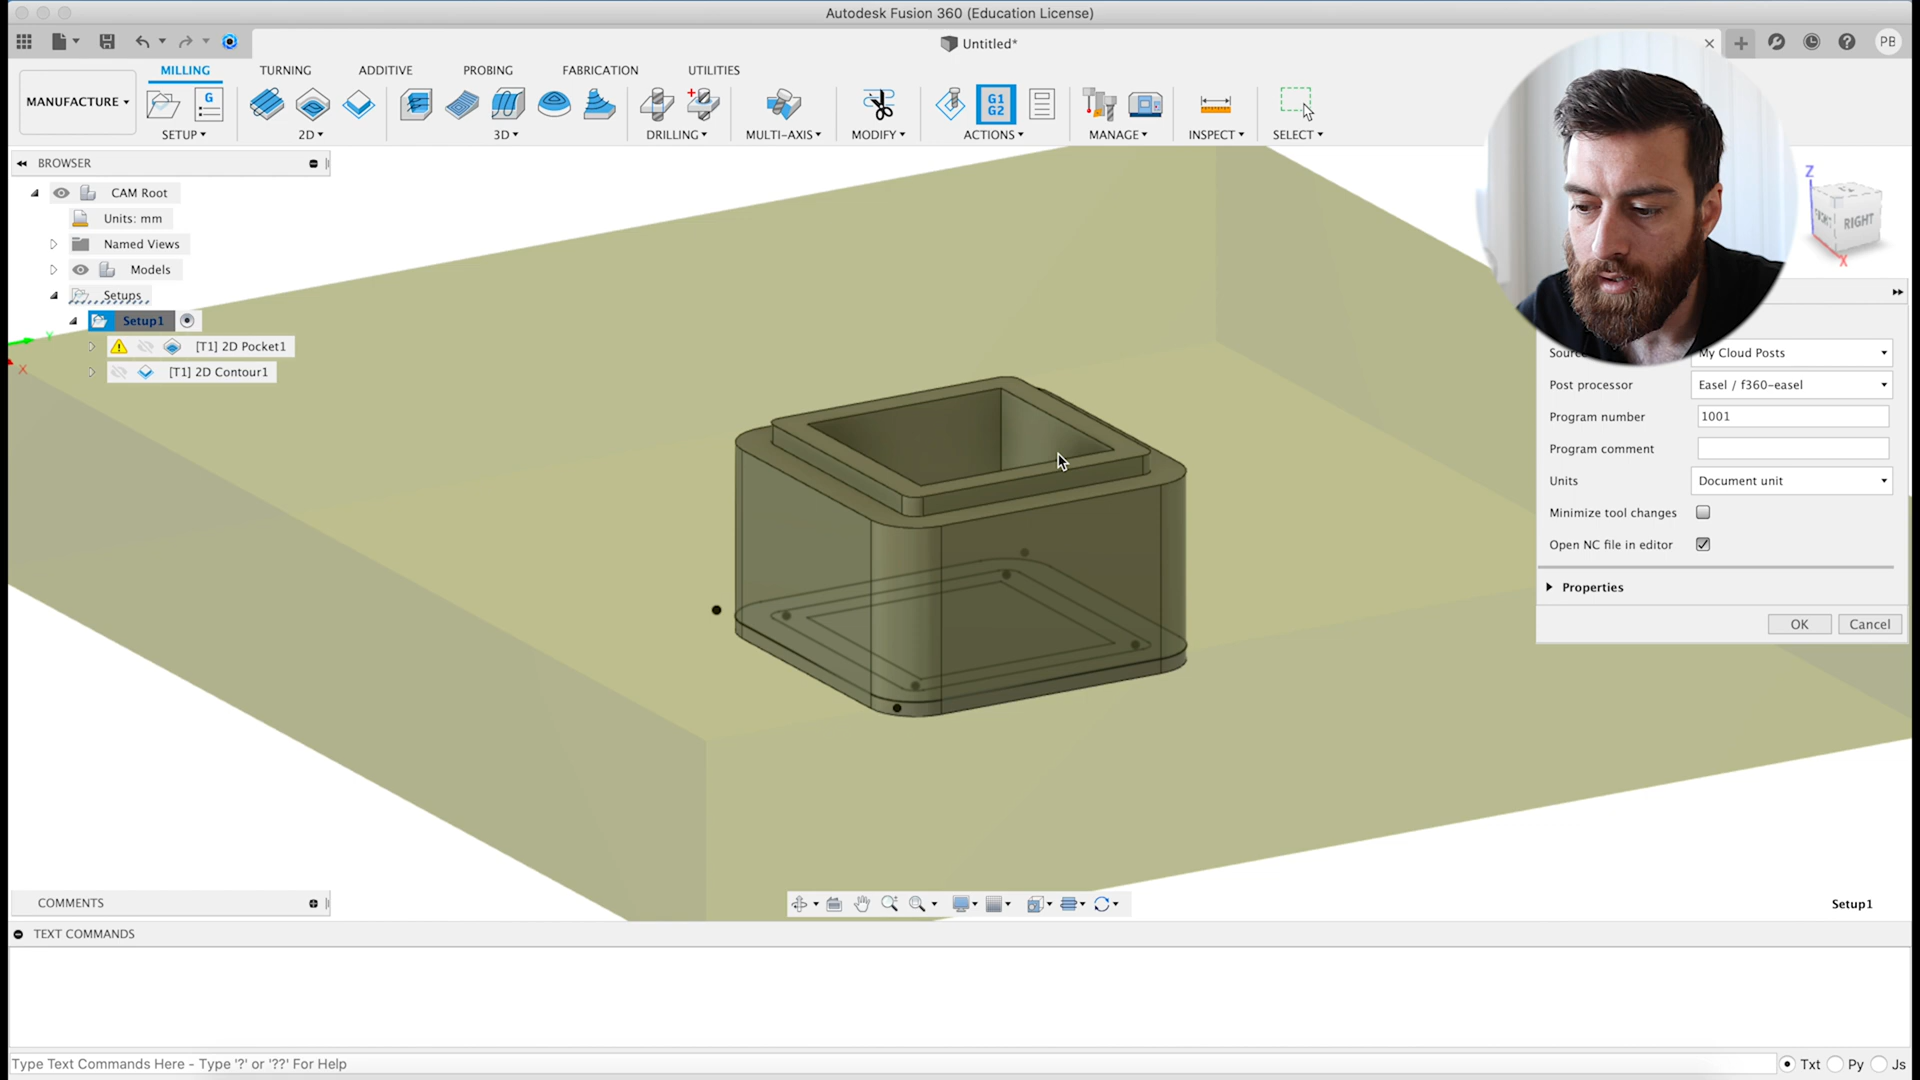 Autodesk Fusion 360 (Education License)
Untitled*
PB
MILLING TURNING ADDITIVE PROBING FABRICATION UTILITIES
MANUFACTURE
G
G1
G2
SETUP 2D 3D DRILLING MULTI-AXIS MODIFY ACTIONS MANAGE INSPECT SELECT
BROWSER
CAM Root
Units: mm
Named Views
Models
Setups
Setup1
[T1] 2D Pocket1
[T1] 2D Contour1
Y
X
Z
RIGHT
X
My Cloud Posts
Post processor Easel / f360-easel
Program number 1001
Program comment
Units Document unit
Minimize tool changes
Open NC file in editor
Properties
OK Cancel
COMMENTS
Setup1
TEXT COMMANDS
Type Text Commands Here - Type '?' or '??' For Help
Txt Py Js